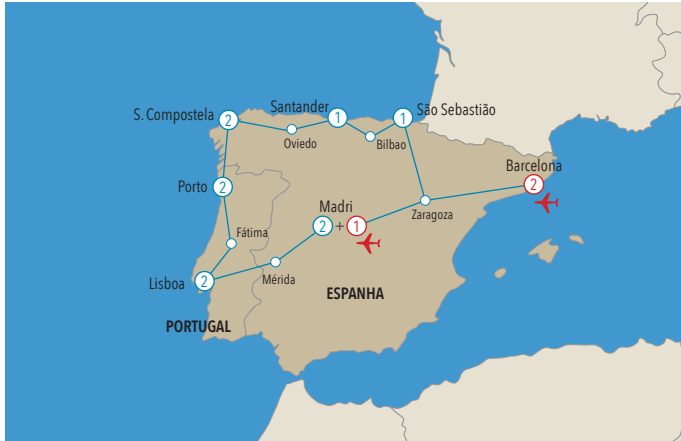 Santander
S. Compostela
2
1
1
São Sebastião
Oviedo
Bilbao
Barcelona
2
Porto
2
Madri
Zaragoza
2
+
1
Fátima
Lisboa
2
Mérida
ESPANHA
PORTUGAL